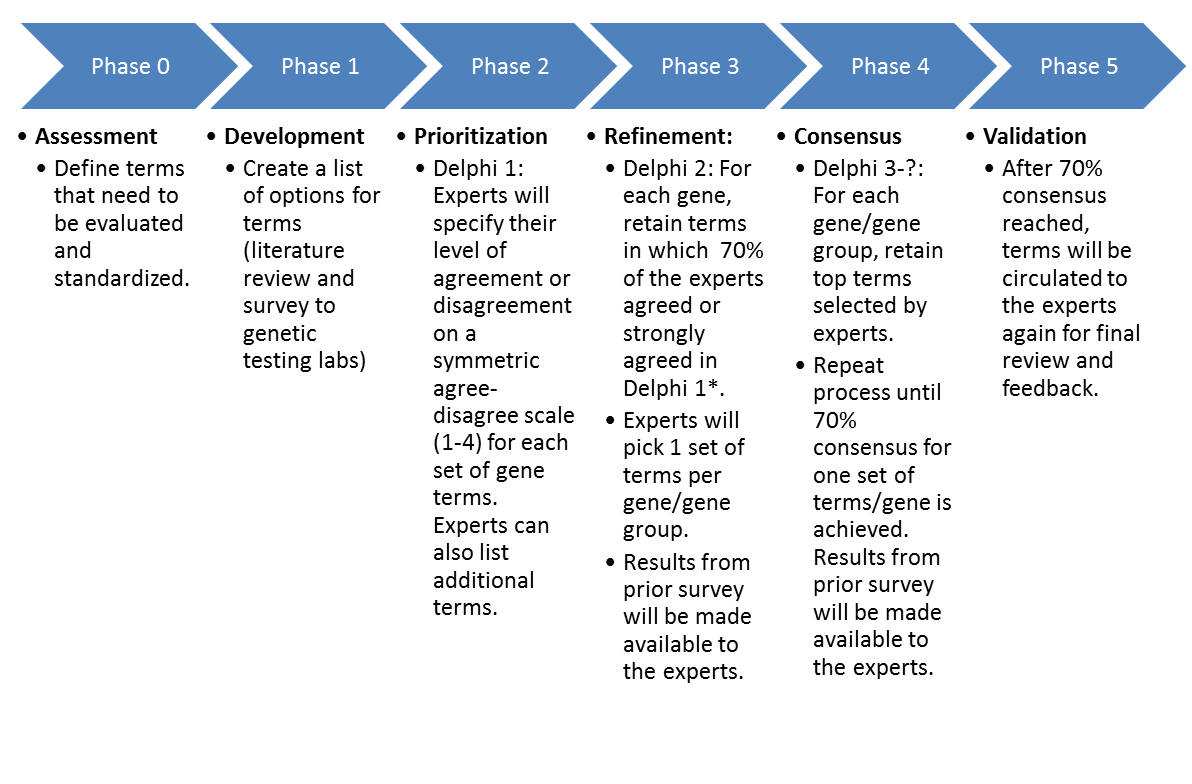 Phase 0
Phase 1
Phase 2
Phase 3
Phase 4
Phase 5
• Assessment
• Define terms
that need to
be evaluated
and
standardized.
• Development
• Create a list
of options for
terms
(literature
review and
survey to
genetic
testing labs)
• Prioritization
• Delphi 1:
Experts will
specify their
level of
agreement or
disagreement
on a
symmetric
agree-
disagree scale
(1-4) for each
set of gene
terms.
Experts can
also list
additional
terms.
• Refinement:
• Delphi 2: For
each gene,
retain terms
in which 70%
of the experts
agreed or
strongly
agreed in
Delphi 1*.
• Experts will
pick 1 set of
terms per
gene/gene
group.
• Results from
prior survey
will be made
available to
the experts.
• Consensus
• Delphi 3-?:
For each
gene/gene
group, retain
top terms
selected by
experts.
• Repeat
process until
70%
consensus for
one set of
terms/gene is
achieved.
Results from
prior survey
will be made
available to
the experts.
• Validation
• After 70%
consensus
reached,
terms will be
circulated to
the experts
again for final
review and
feedback.